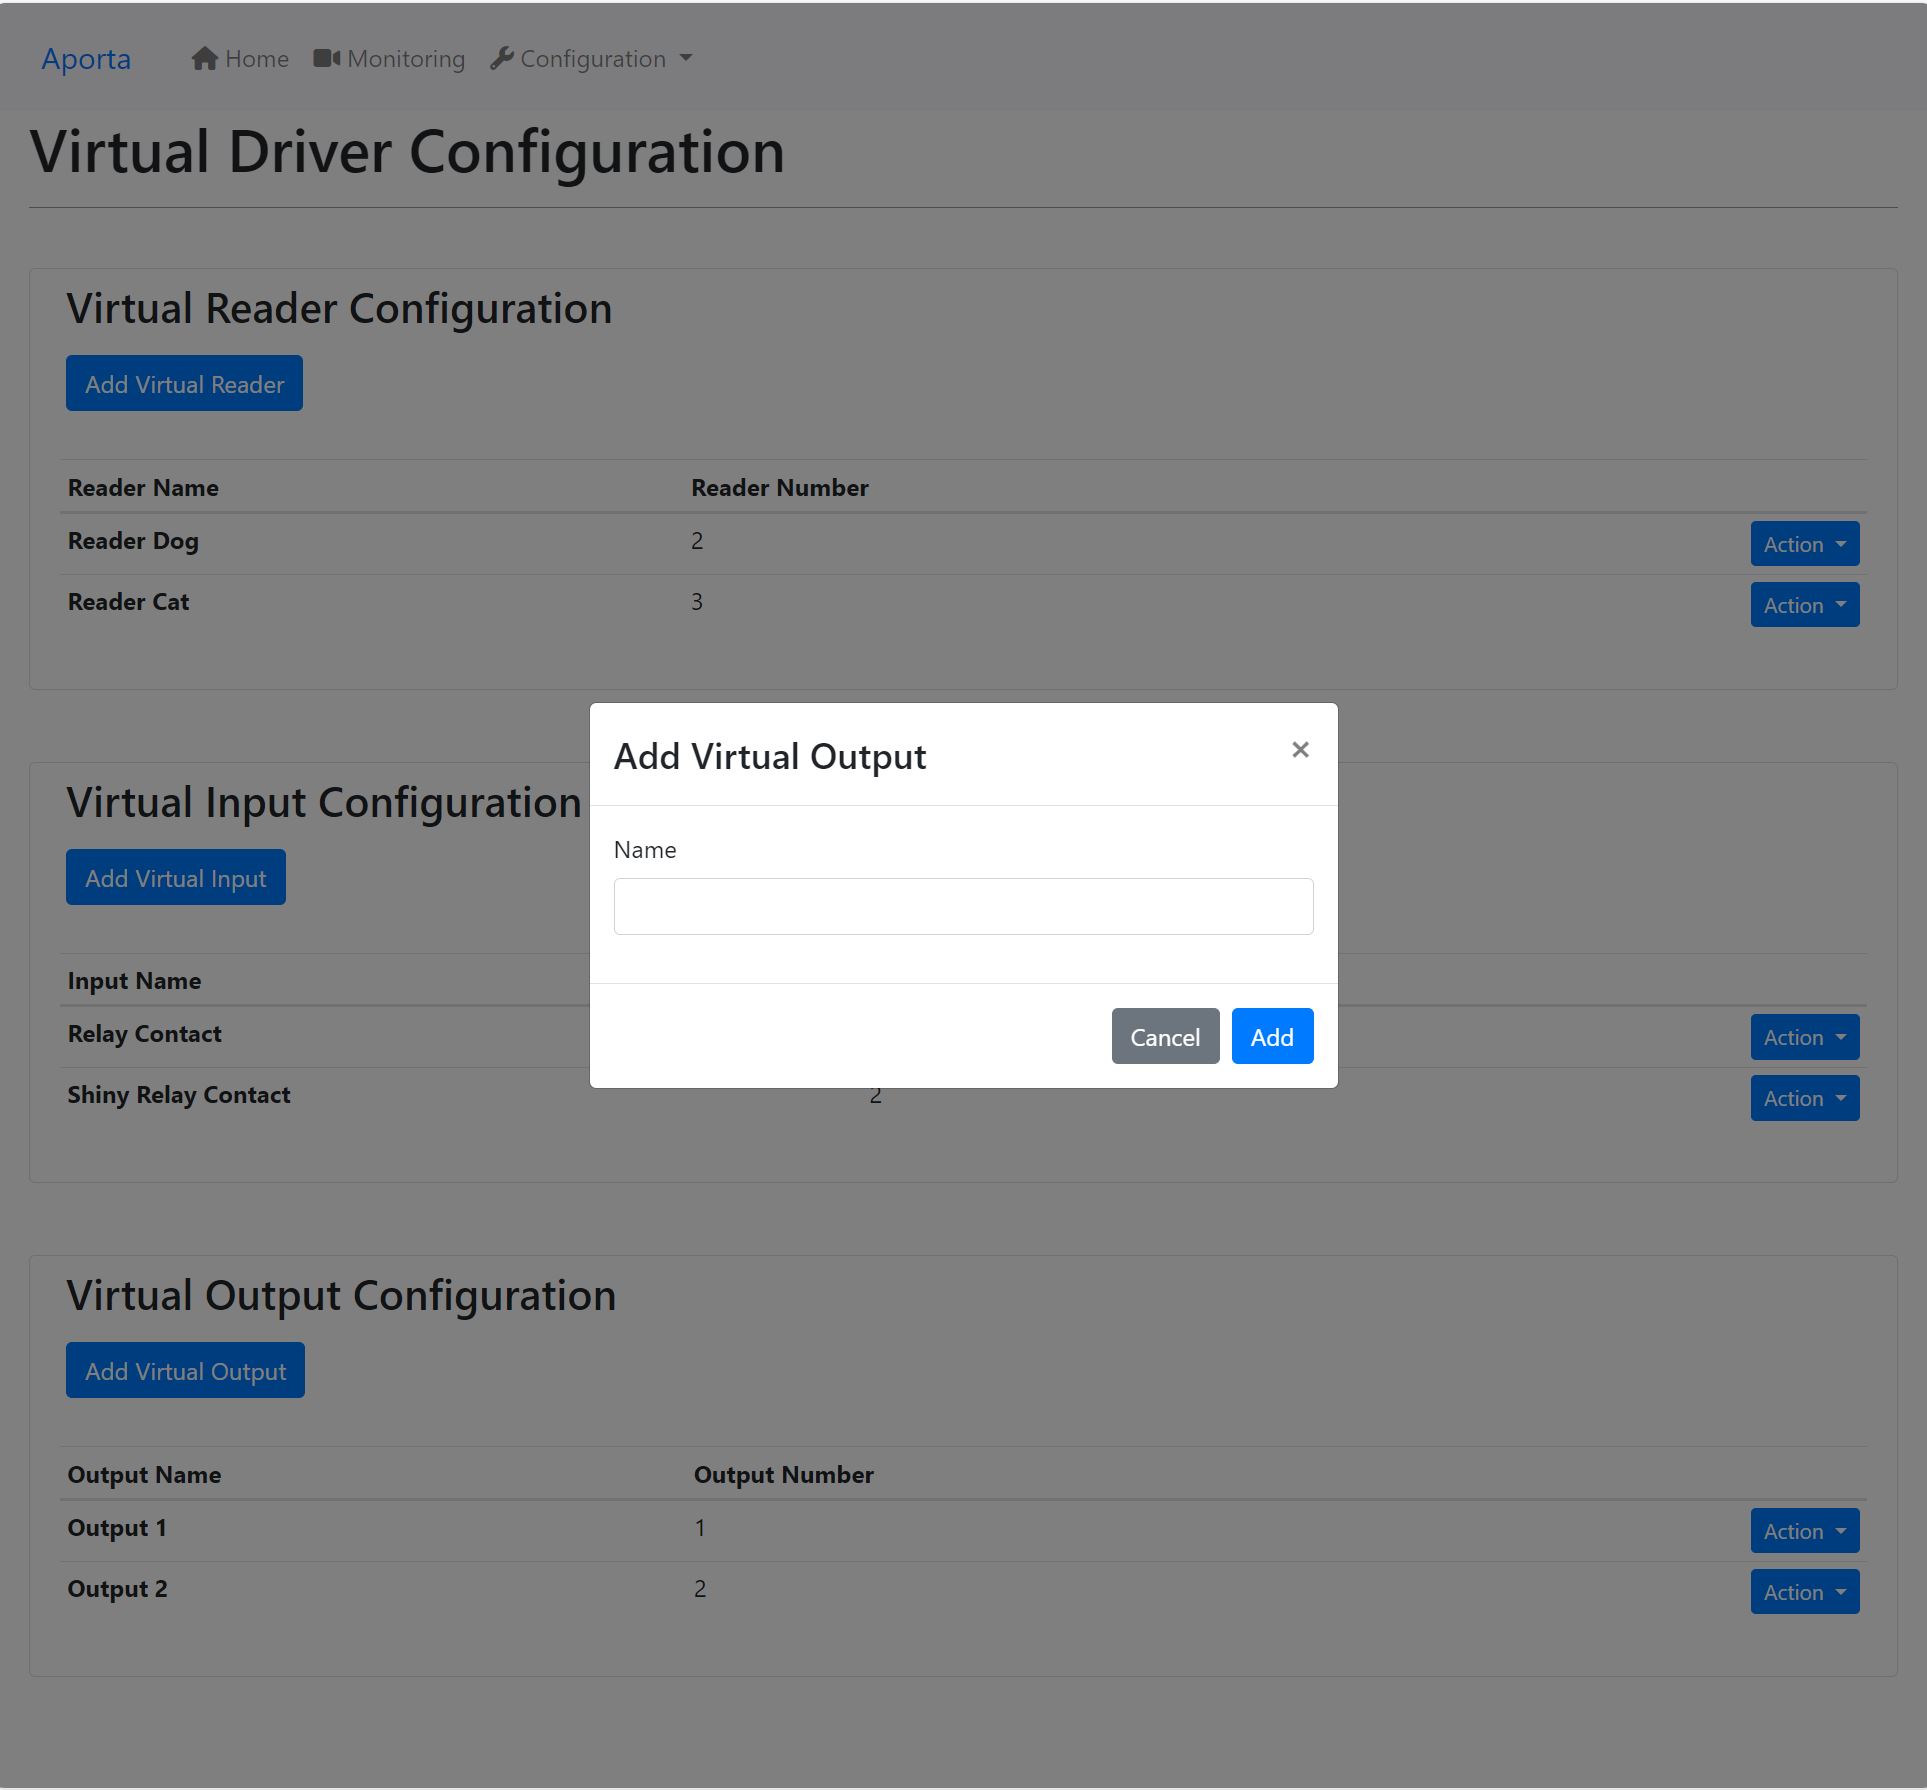 Aporta Home Monitoring Configuration
Virtual Driver Configuration
Virtual Reader Configuration
Add Virtual Reader
Reader Name Reader Number
Reader Dog 2 Action
Reader Cat 3 Action
Add Virtual Output ×
Name
Cancel Add
Virtual Input Configuration
Add Virtual Input
Input Name
Relay Contact Action
Shiny Relay Contact 2 Action
Virtual Output Configuration
Add Virtual Output
Output Name Output Number
Output 1 1 Action
Output 2 2 Action